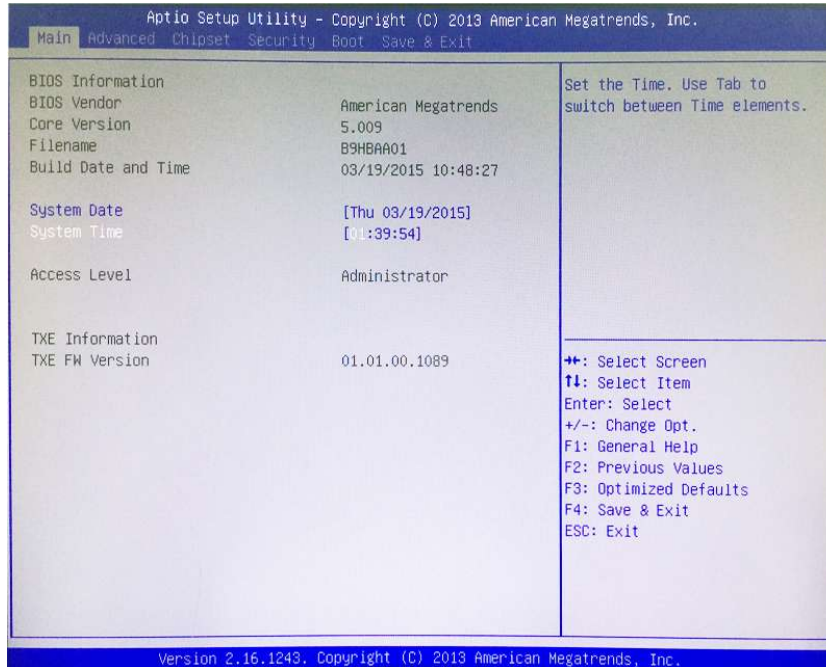 Aptio Setup Utility - Copyright (C) 2013 American Megatrends, Inc.
Main Advanced Chipset Security Boot Save & Exit
BIOS Information
BIOS Vendor American Megatrends
Core Version 5.009
Filename B9HBAA01
Build Date and Time 03/19/2015 10:48:27
System Date [Thu 03/19/2015]
System Time [01:39:54]
Access Level Administrator
TXE Information
TXE FW Version 01.01.00.1089
Set the Time. Use Tab to
switch between Time elements.
→←: Select Screen
↑↓: Select Item
Enter: Select
+/-: Change Opt.
F1: General Help
F2: Previous Values
F3: Optimized Defaults
F4: Save & Exit
ESC: Exit
Version 2.16.1243. Copyright (C) 2013 American Megatrends, Inc.